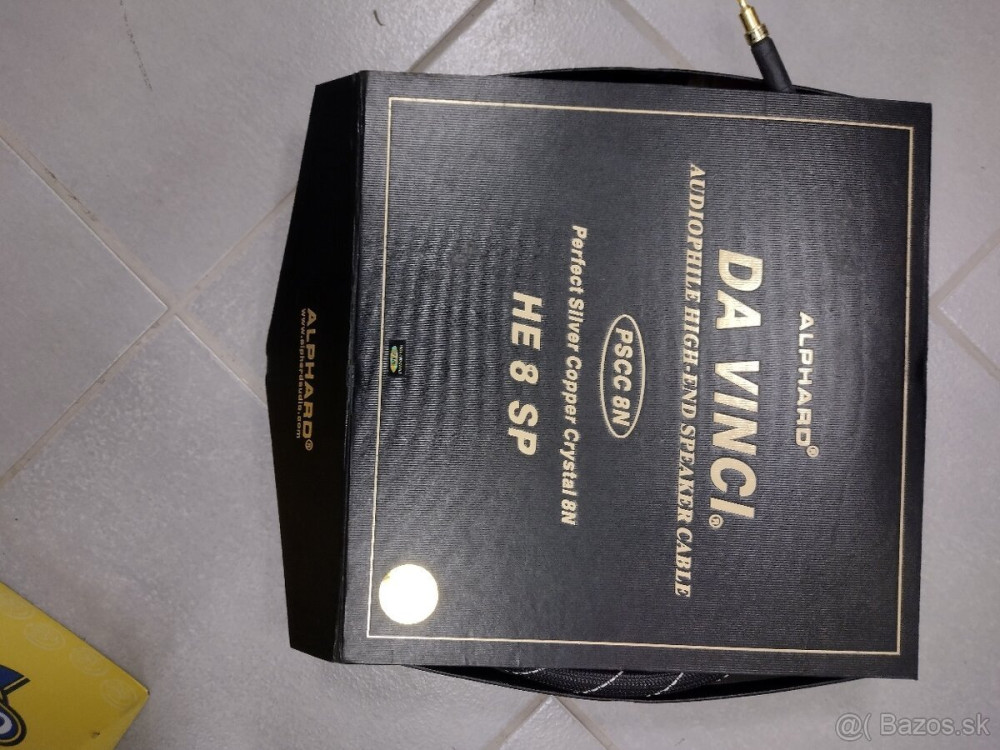 ALPHARD®
DA VINCI®
AUDIOPHILE HIGH-END SPEAKER CABLE
PSCC 8N
Perfect Silver Copper Crystal 8N
HE 8 SP
ALPHARD®
www.alphardaudio.com
@( Bazos.sk